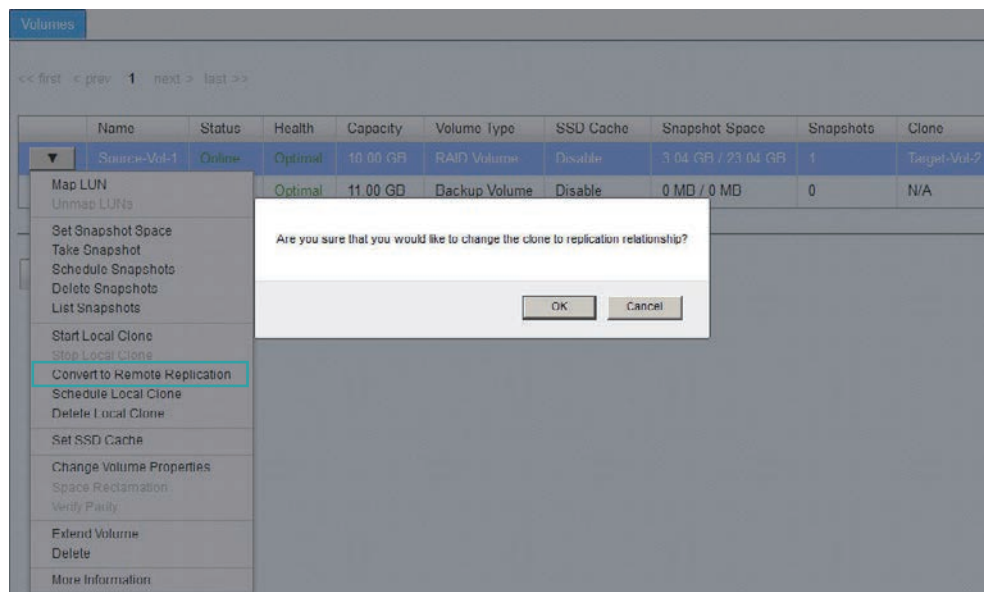 Volumes
<< first < prev 1 next > last >>
Name Status Health Capacity Volume Type SSD Cache Snapshot Space Snapshots Clone
▼ Source-Vol-1 Online Optimal 10.00 GB RAID Volume Disable 3.04 GB / 23.04 GB 1 Target-Vol-2
Optimal 11.00 GB Backup Volume Disable 0 MB / 0 MB 0 N/A
Map LUN
Unmap LUNs
Set Snapshot Space
Take Snapshot
Schedule Snapshots
Delete Snapshots
List Snapshots
Start Local Clone
Stop Local Clone
Convert to Remote Replication
Schedule Local Clone
Delete Local Clone
Set SSD Cache
Change Volume Properties
Space Reclamation
Verify Parity
Extend Volume
Delete
More Information
Are you sure that you would like to change the clone to replication relationship?
OK Cancel